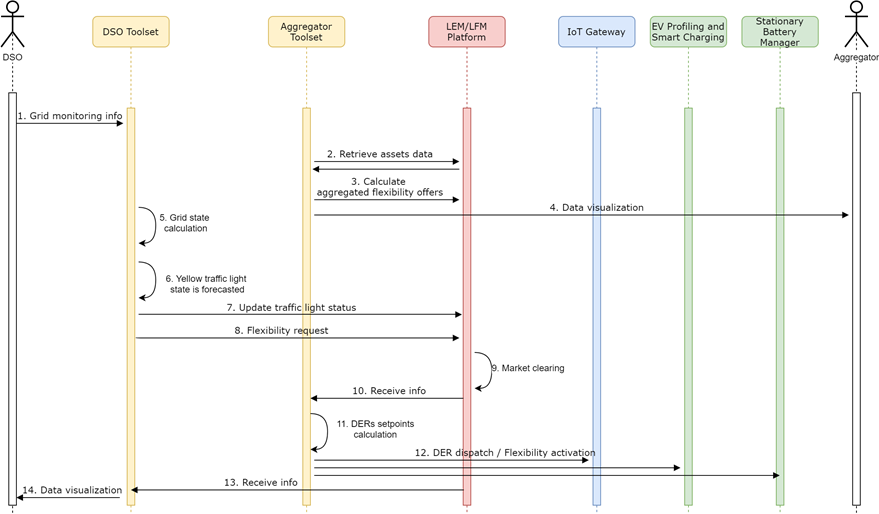 DSO
DSO Toolset
Aggregator
Toolset
LEM/LFM
Platform
IoT Gateway
EV Profiling and
Smart Charging
Stationary
Battery
Manager
Aggregator
1. Grid monitoring info
2. Retrieve assets data
3. Calculate
aggregated flexibility offers
4. Data visualization
5. Grid state
calculation
6. Yellow traffic light
state is forecasted
7. Update traffic light status
8. Flexibility request
9. Market clearing
10. Receive info
11. DERs setpoints
calculation
12. DER dispatch / Flexibility activation
13. Receive info
14. Data visualization